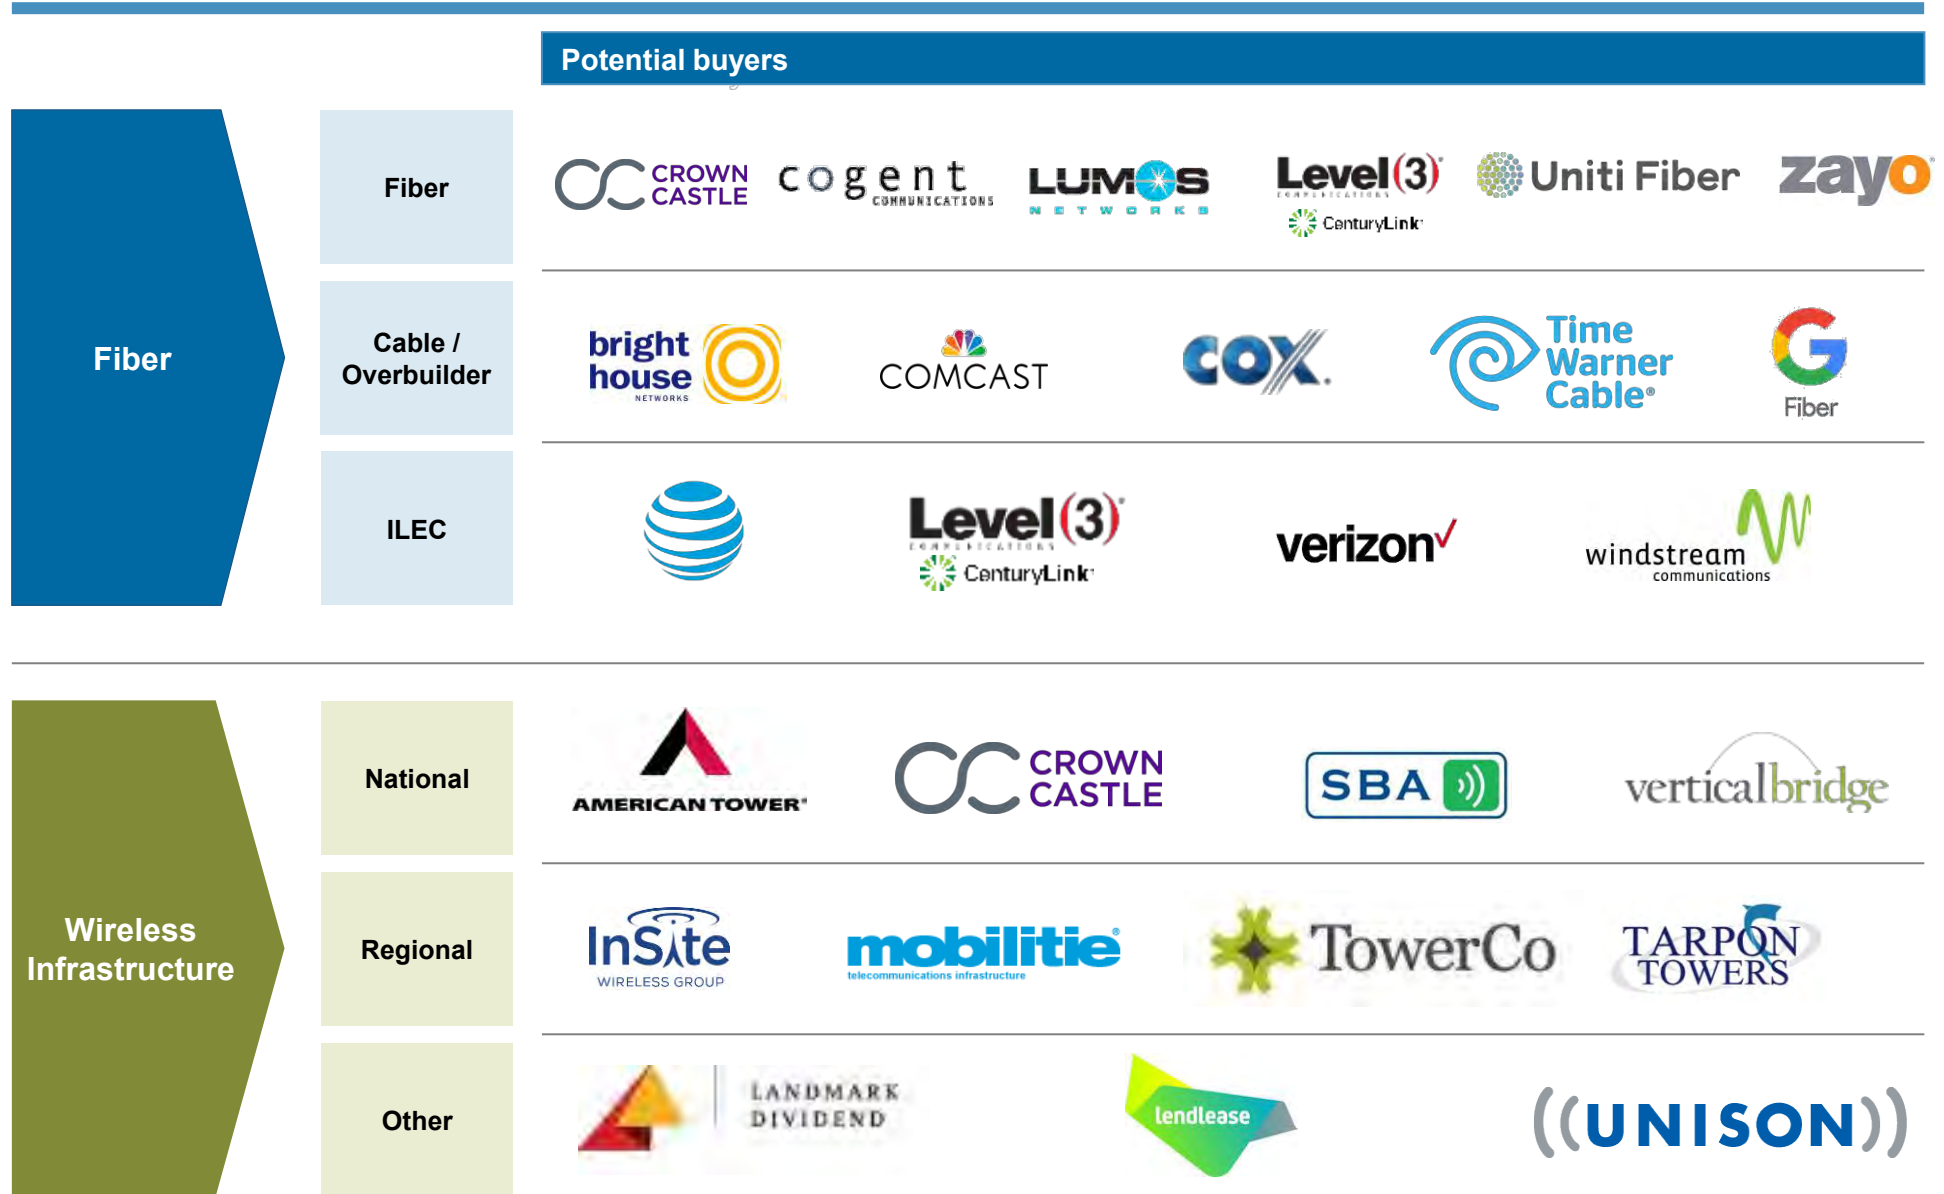 Potential buyers
Fiber
Fiber
CROWN CASTLE
cogent COMMUNICATIONS
LUMOS NETWORKS
Level(3) COMMUNICATIONS
CenturyLink
Uniti Fiber
zayo
Cable / Overbuilder
bright house NETWORKS
COMCAST
COX
Time Warner Cable®
G Fiber
ILEC
Level(3) COMMUNICATIONS
CenturyLink
verizon
windstream communications
Wireless Infrastructure
National
AMERICAN TOWER®
CROWN CASTLE
SBA
verticalbridge
Regional
InSite WIRELESS GROUP
mobilitie® telecommunications infrastructure
TowerCo
TARPON TOWERS
Other
LANDMARK DIVIDEND
lendlease
((UNISON))